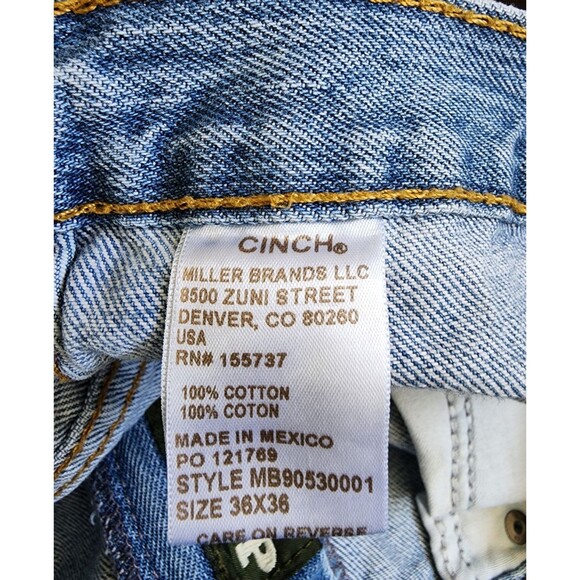 CINCH®
MILLER BRANDS LLC
8500 ZUNI STREET
DENVER, CO 80260
USA
RN# 155737
100% COTTON
100% COTON
MADE IN MEXICO
PO 121769
STYLE MB90530001
SIZE 36X36
CARE ON REVERSE